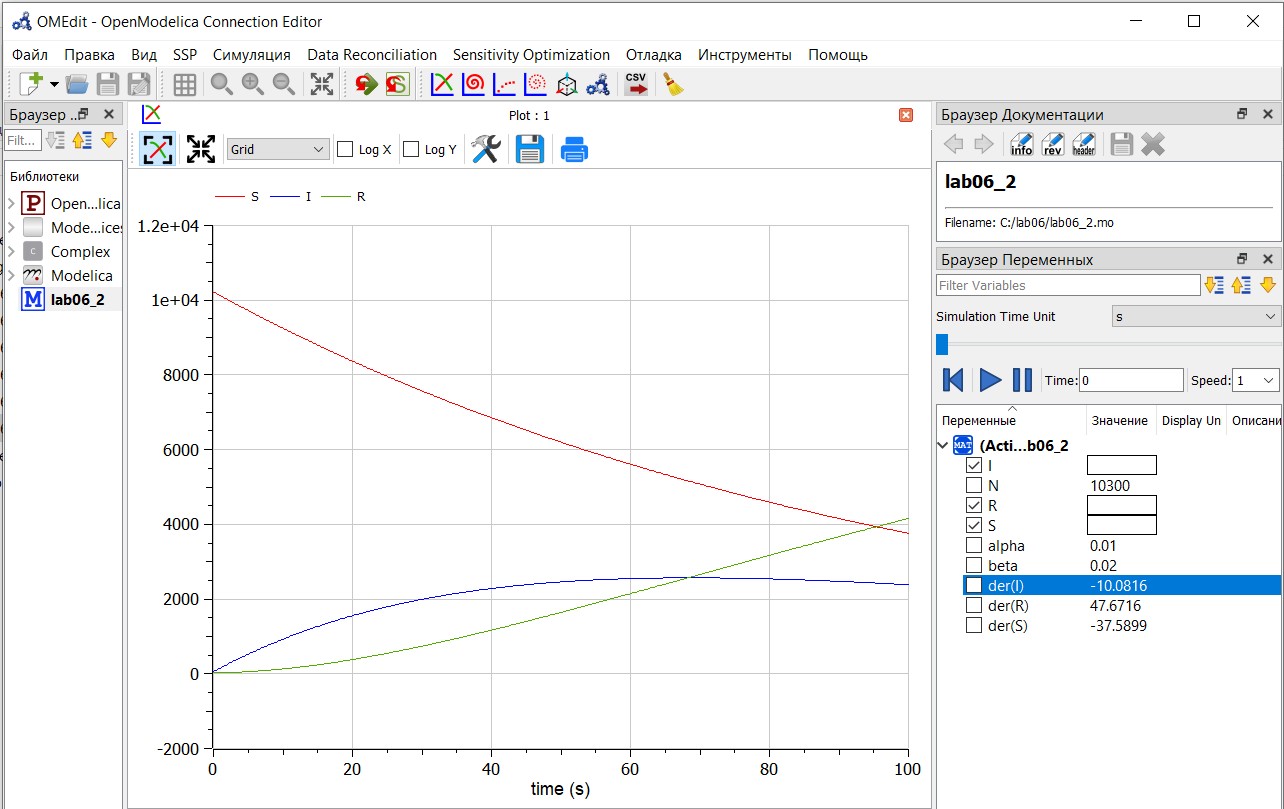 OMEdit - OpenModelica Connection Editor
Файл Правка Вид SSP Симуляция Data Reconciliation Sensitivity Optimization Отладка Инструменты Помощь
CSV
Браузер ...
Filt...
Библиотеки
P Open...lica
Mode...ices
C Complex
Modelica
M lab06_2
Plot : 1
Grid Log X Log Y
S I R
1.2e+04
1e+04
8000
6000
4000
2000
0
-2000
0 20 40 60 80 100
time (s)
Браузер Документации
info rev header
lab06_2
Filename: C:/lab06/lab06_2.mo
Браузер Переменных
Filter Variables
Simulation Time Unit s
Time: 0 Speed: 1
Переменные Значение Display Un Описани
MAT (Acti...b06_2
I
N 10300
R
S
alpha 0.01
beta 0.02
der(I) -10.0816
der(R) 47.6716
der(S) -37.5899